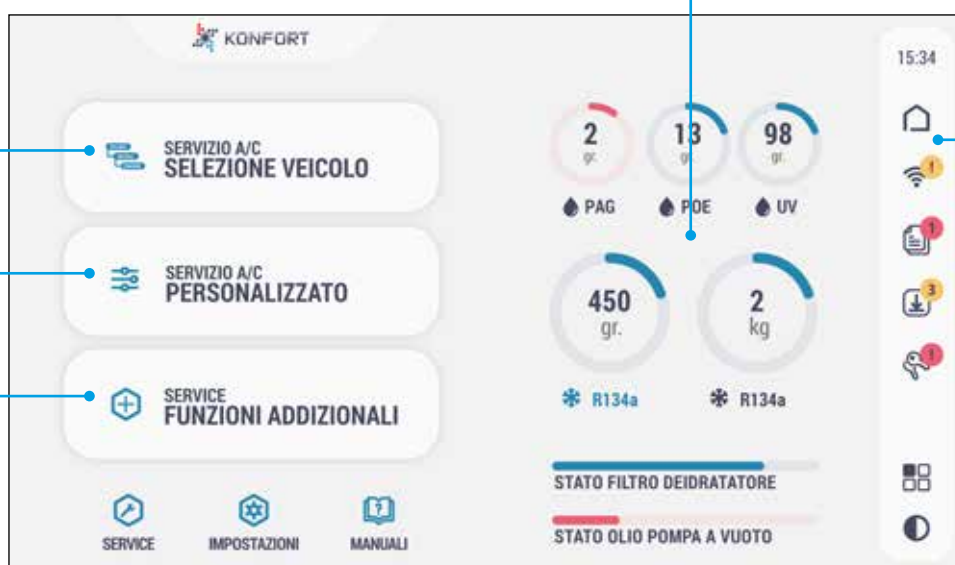 KONFORT
15:34
SERVIZIO A/C
SELEZIONE VEICOLO
SERVIZIO A/C
PERSONALIZZATO
SERVICE
FUNZIONI ADDIZIONALI
SERVICE
IMPOSTAZIONI
MANUALI
2
gr.
13
gr.
98
gr.
PAG
POE
UV
450
gr.
2
kg
R134a
R134a
STATO FILTRO DEIDRATATORE
STATO OLIO POMPA A VUOTO
1
1
3
1